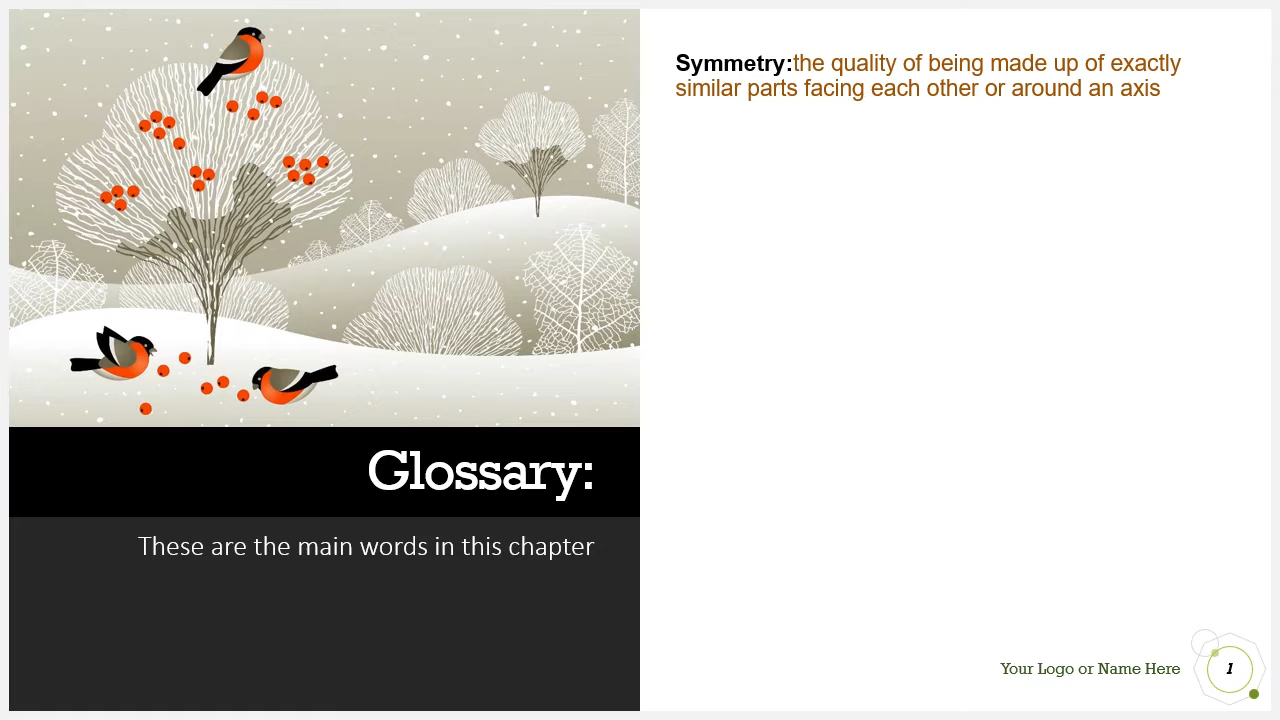 Symmetry:the quality of being made up of exactly
similar parts facing each other or around an axis
Glossary:
These are the main words in this chapter
Your Logo or Name Here
1